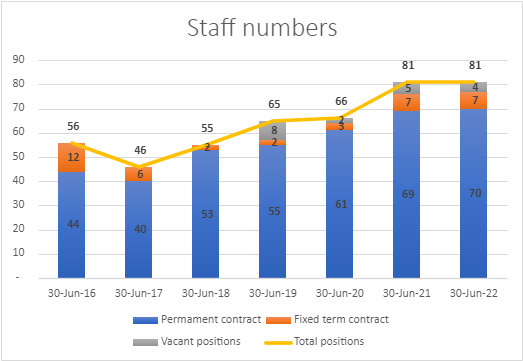 Staff numbers
90
80
70
60
50
40
30
20
10
-
56 46 55 65 66 81 81
12 6 2 8 2 5 4
2 3 7 7
44 40 53 55 61 69 70
30-Jun-16 30-Jun-17 30-Jun-18 30-Jun-19 30-Jun-20 30-Jun-21 30-Jun-22
Permament contract Fixed term contract
Vacant positions Total positions